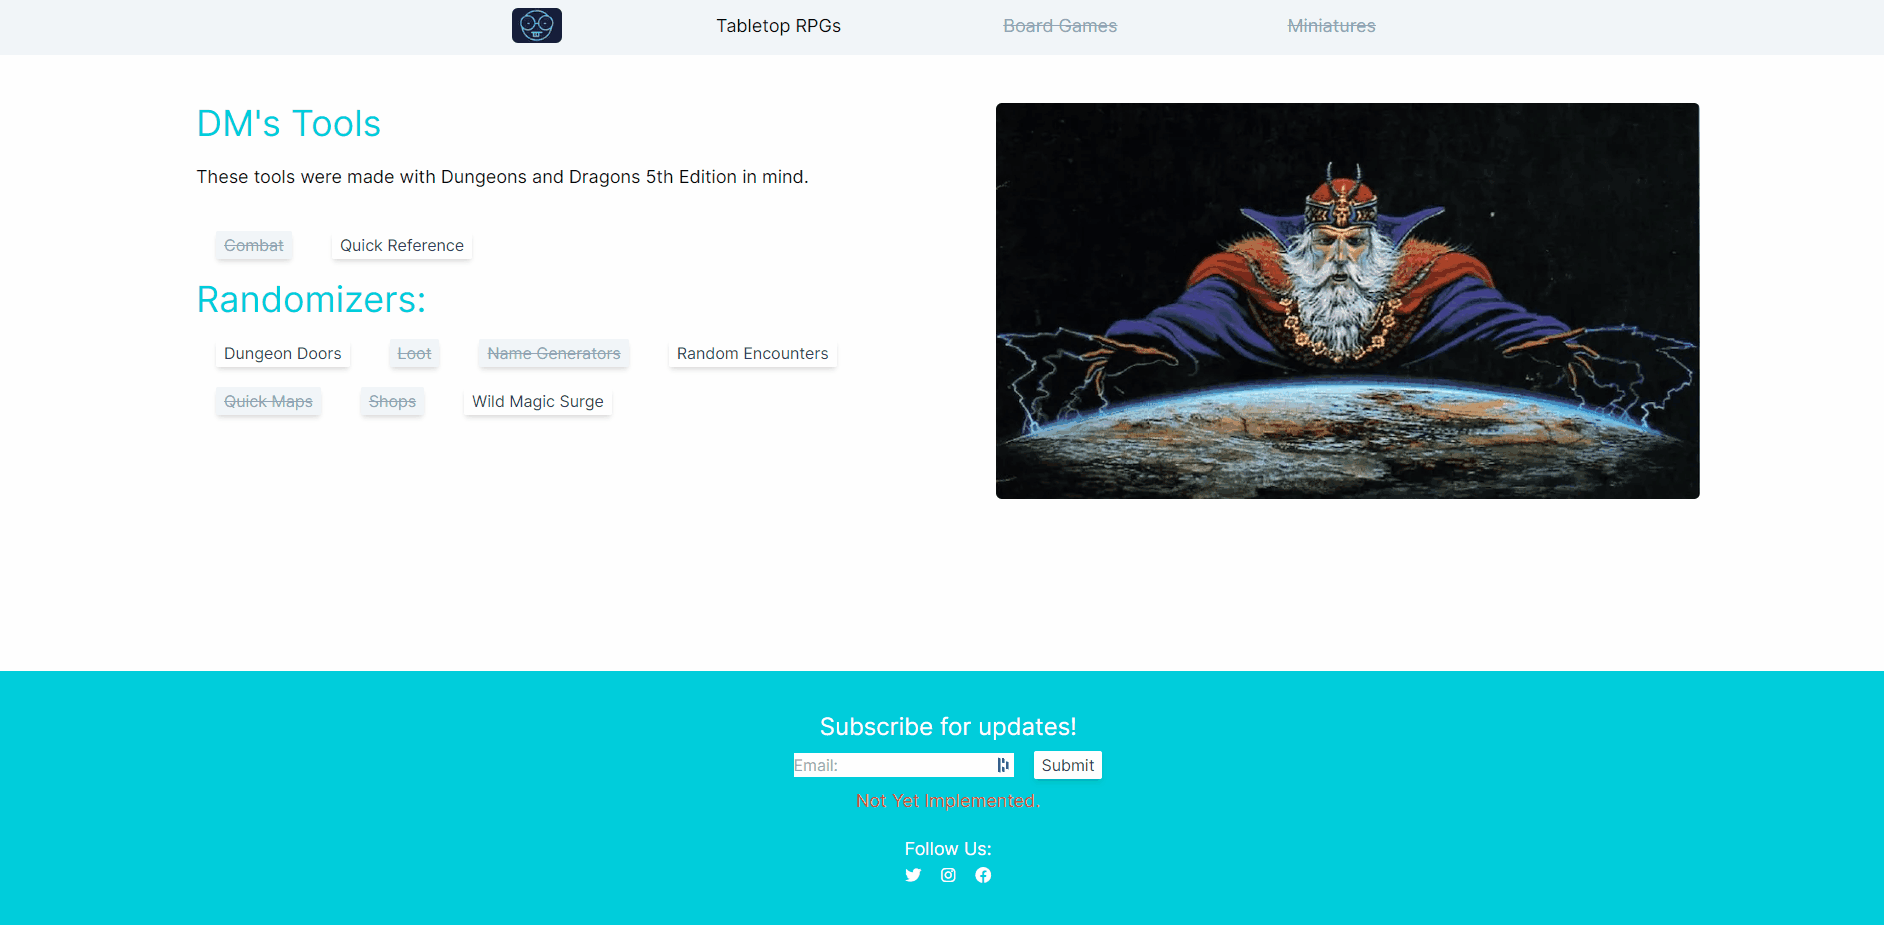 Tabletop RPGs Board Games Miniatures
DM's Tools
These tools were made with Dungeons and Dragons 5th Edition in mind.
Combat Quick Reference
Randomizers:
Dungeon Doors Loot Name Generators Random Encounters
Quick Maps Shops Wild Magic Surge
Subscribe for updates!
Email: Submit
Not Yet Implemented.
Follow Us: